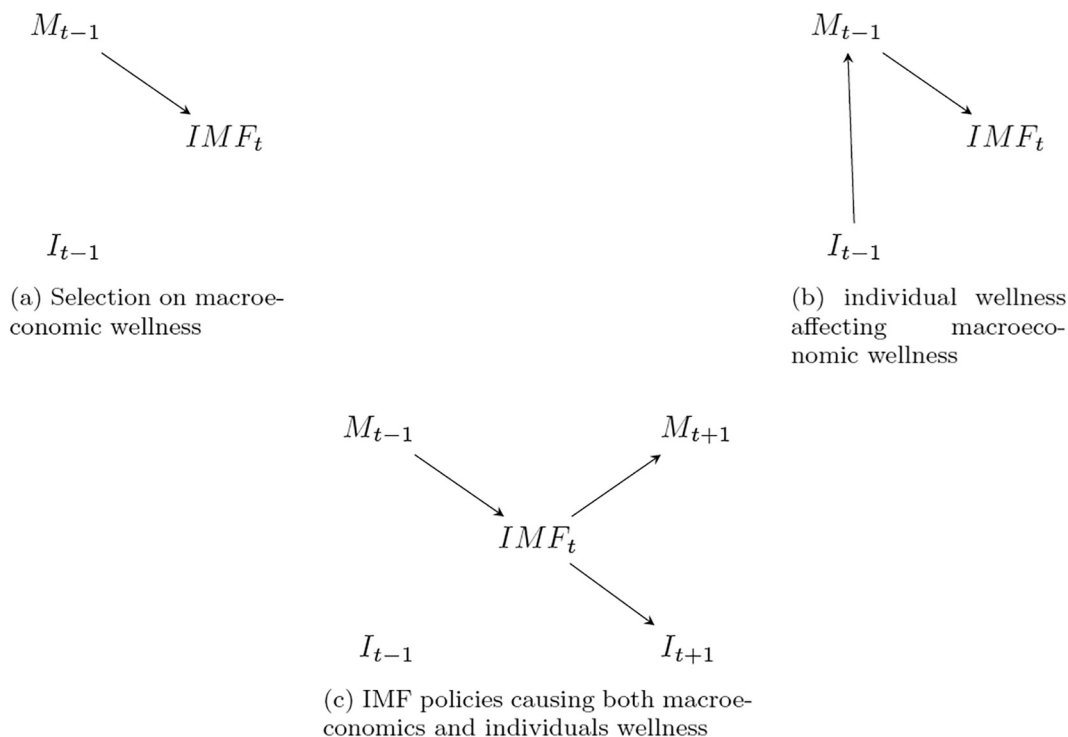 M_{t−1}
IMF_t
I_{t−1}
(a) Selection on macroe-
conomic wellness
M_{t−1}
IMF_t
I_{t−1}
(b) individual wellness
affecting macroeco-
nomic wellness
M_{t−1} M_{t+1}
IMF_t
I_{t−1} I_{t+1}
(c) IMF policies causing both macroe-
conomics and individuals wellness